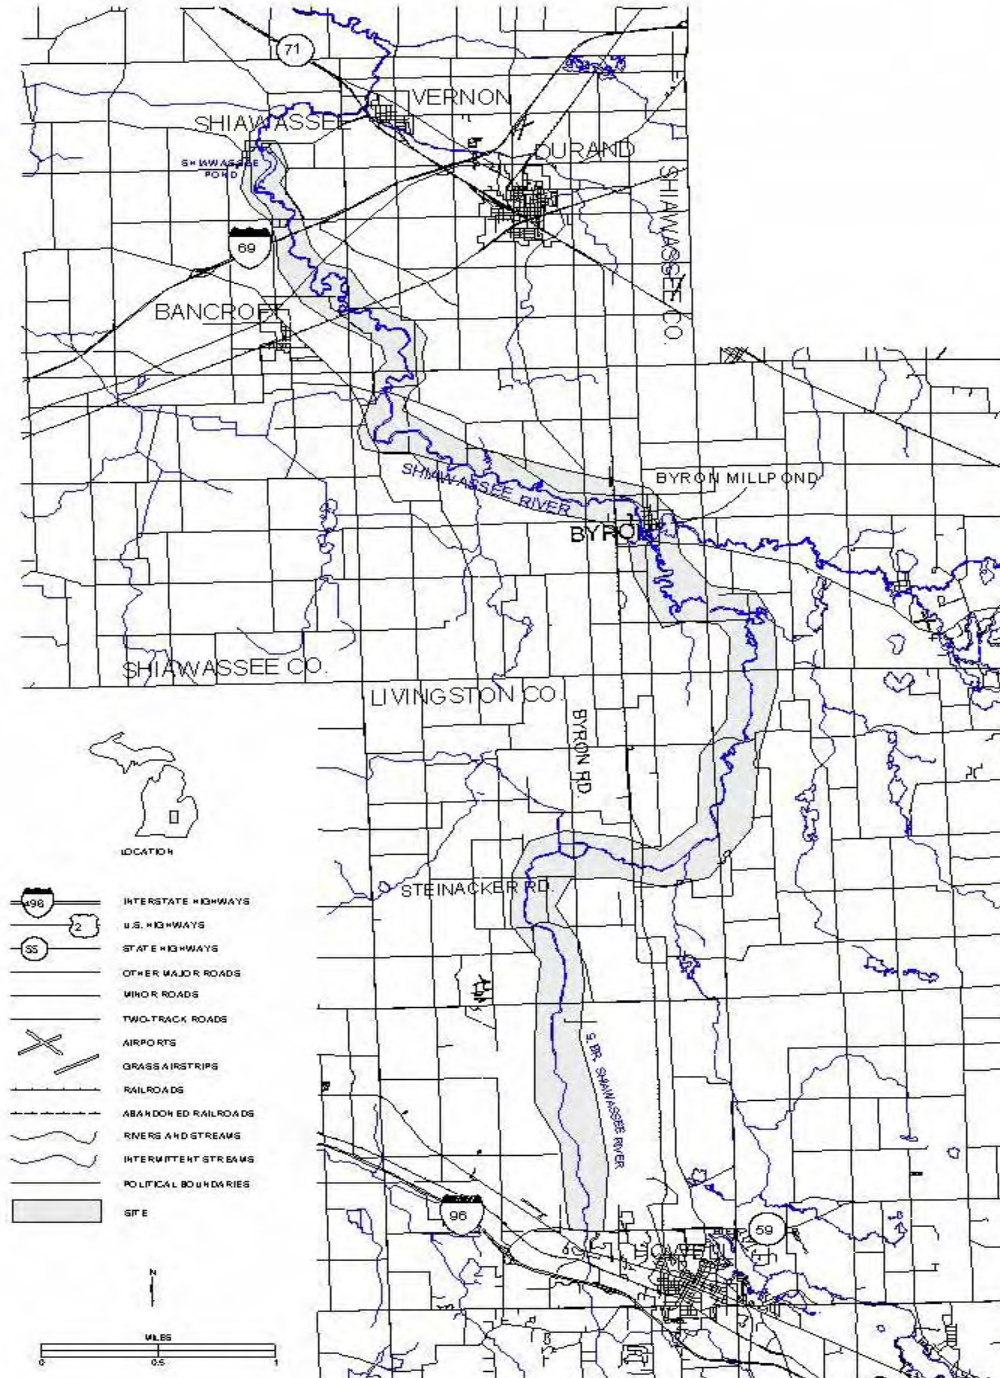 71
VERNON
SHIAWASSEE
DURAND
SHIAWASSEE
POND
SHIAWASSEE CO.
69
BANCROFT
SHIAWASSEE RIVER
BYRON MILLPOND
BYRON
SHIAWASSEE CO.
LIVINGSTON CO.
BYRON RD.
LOCATION
STEINACKER RD.
496 INTERSTATE HIGHWAYS
2 U.S. HIGHWAYS
55 STATE HIGHWAYS
OTHER MAJOR ROADS
MINOR ROADS
TWO-TRACK ROADS
AIRPORTS
GRASS AIRSTRIPS
RAILROADS
ABANDONED RAILROADS
RIVERS AND STREAMS
INTERMITTENT STREAMS
POLITICAL BOUNDARIES
SITE
S. BR. SHIAWASSEE RIVER
96
59
HOWELL
N
MILES
0 0.5 1